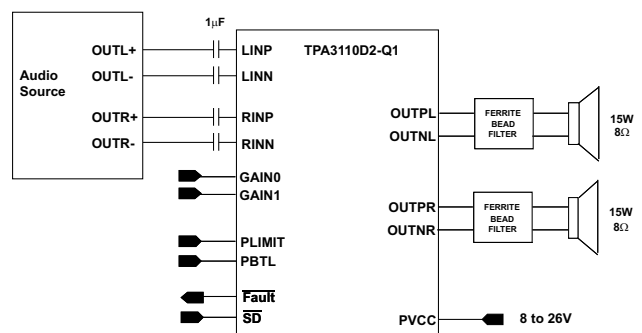 1μF
TPA3110D2-Q1
Audio
Source
OUTL+
OUTL-
OUTR+
OUTR-
LINP
LINN
RINP
RINN
GAIN0
GAIN1
PLIMIT
PBTL
Fault
SD
OUTPL
OUTNL
FERRITE
BEAD
FILTER
15W
8Ω
OUTPR
OUTNR
FERRITE
BEAD
FILTER
15W
8Ω
PVCC
8 to 26V